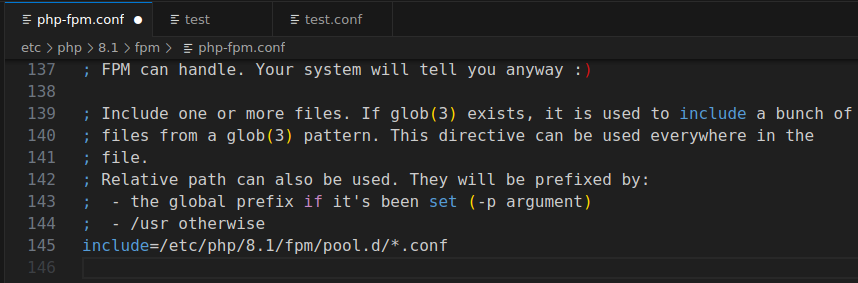 php-fpm.conf ● test test.conf
etc > php > 8.1 > fpm > php-fpm.conf
137 ; FPM can handle. Your system will tell you anyway :)
138
139 ; Include one or more files. If glob(3) exists, it is used to include a bunch of
140 ; files from a glob(3) pattern. This directive can be used everywhere in the
141 ; file.
142 ; Relative path can also be used. They will be prefixed by:
143 ;  - the global prefix if it's been set (-p argument)
144 ;  - /usr otherwise
145 include=/etc/php/8.1/fpm/pool.d/*.conf
146